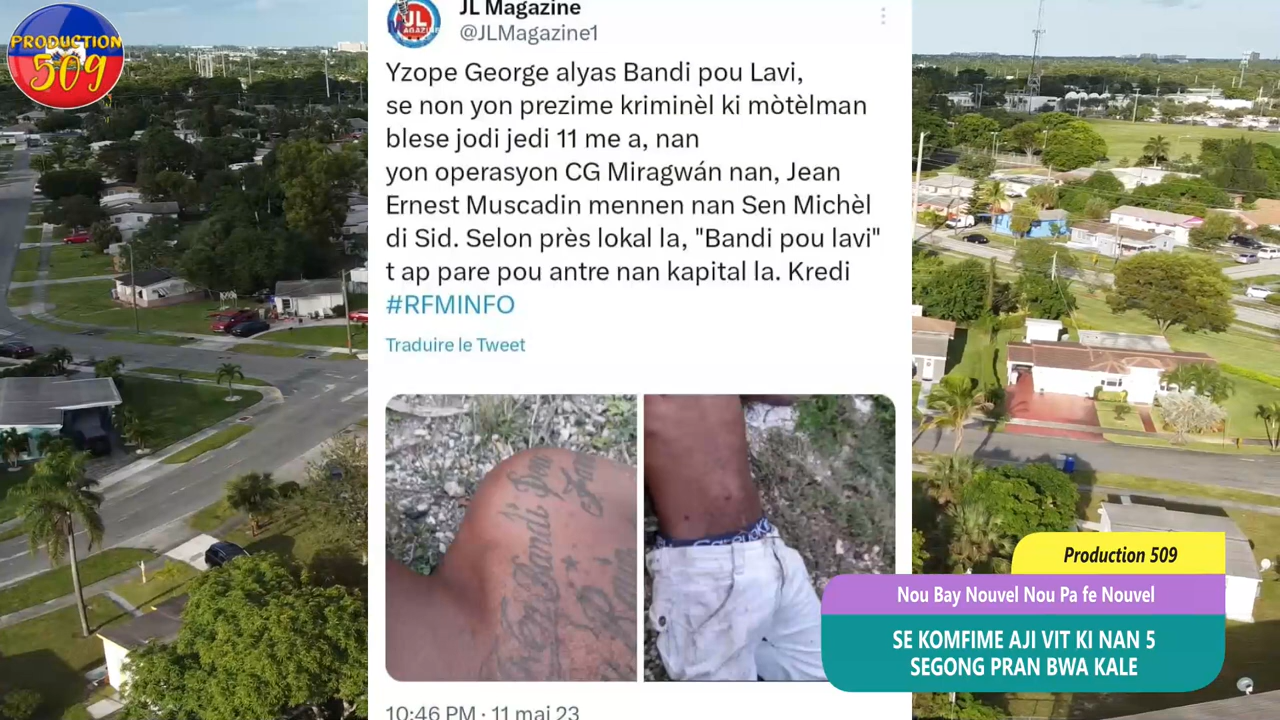 PRODUCTION
509
JL Magazine
@JLMagazine1
Yzope George alyas Bandi pou Lavi,
se non yon prezime kriminèl ki mòtèlman
blese jodi jedi 11 me a, nan
yon operasyon CG Miragwán nan, Jean
Ernest Muscadin mennen nan Sen Michèl
di Sid. Selon près lokal la, "Bandi pou lavi"
t ap pare pou antre nan kapital la. Kredi
#RFMINFO
Traduire le Tweet
Bandi
10:46 PM · 11 mai 23
Production 509
Nou Bay Nouvel Nou Pa fe Nouvel
SE KOMFIME AJI VIT KI NAN 5
SEGONG PRAN BWA KALE